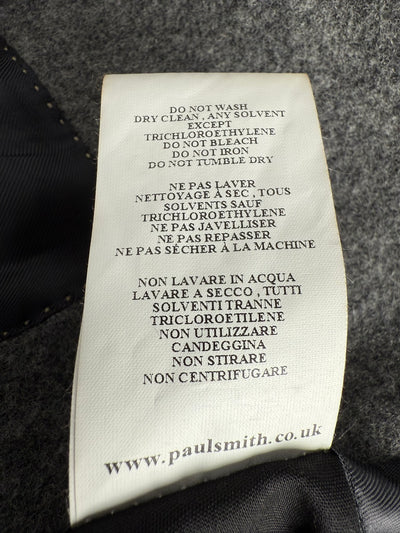 DO NOT WASH
DRY CLEAN , ANY SOLVENT
EXCEPT
TRICHLOROETHYLENE
DO NOT BLEACH
DO NOT IRON
DO NOT TUMBLE DRY
NE PAS LAVER
NETTOYAGE À SEC , TOUS
SOLVENTS SAUF
TRICHLOROETHYLENE
NE PAS JAVELLISER
NE PAS REPASSER
NE PAS SÈCHER À LA MACHINE
NON LAVARE IN ACQUA
LAVARE A SECCO , TUTTI
SOLVENTI TRANNE
TRICLOROETILENE
NON UTILIZZARE
CANDEGGINA
NON STIRARE
NON CENTRIFUGARE
www.paulsmith.co.uk